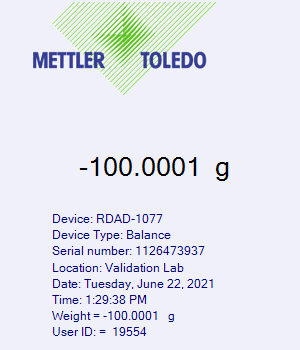 METTLER TOLEDO
-100.0001 g
Device: RDAD-1077
Device Type: Balance
Serial number: 1126473937
Location: Validation Lab
Date: Tuesday, June 22, 2021
Time: 1:29:38 PM
Weight = -100.0001 g
User ID: = 19554